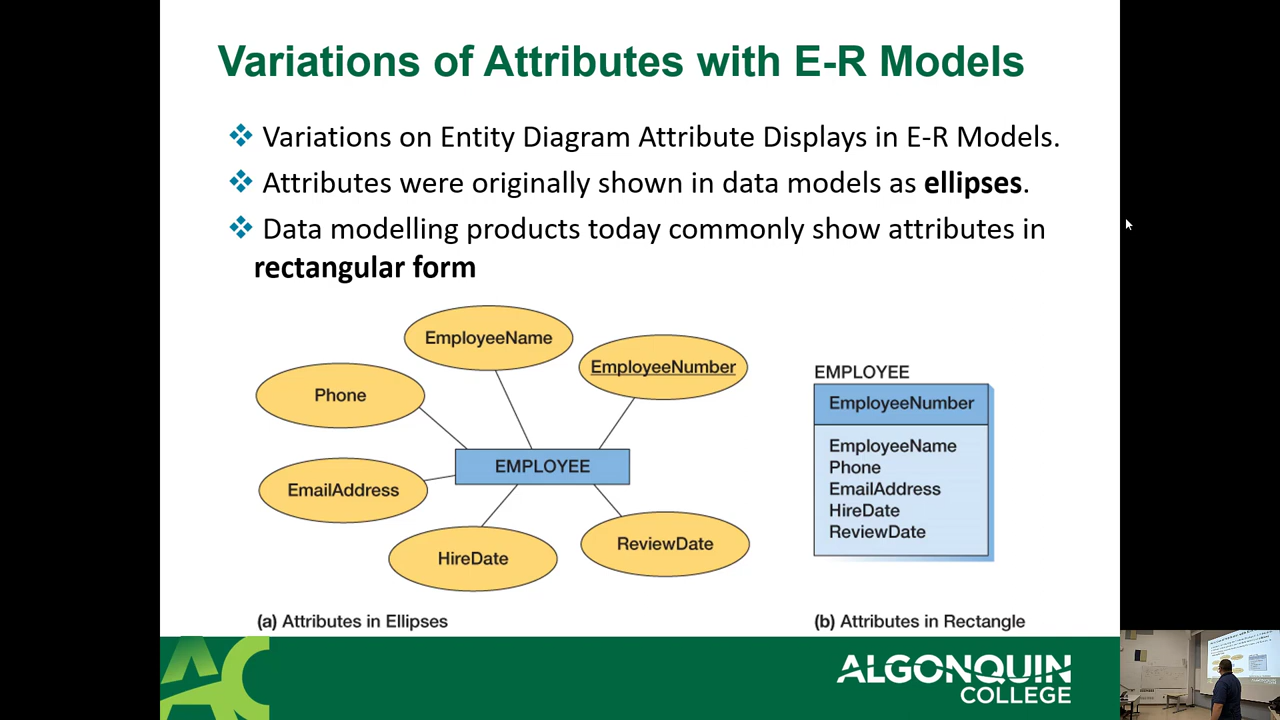 Variations of Attributes with E-R Models
Variations on Entity Diagram Attribute Displays in E-R Models.
Attributes were originally shown in data models as ellipses.
Data modelling products today commonly show attributes in
rectangular form
EmployeeName
EmployeeNumber
Phone
EMPLOYEE
EmailAddress
HireDate
ReviewDate
(a) Attributes in Ellipses
EMPLOYEE
EmployeeNumber
EmployeeName
Phone
EmailAddress
HireDate
ReviewDate
(b) Attributes in Rectangle
AC
ALGONQUIN
COLLEGE